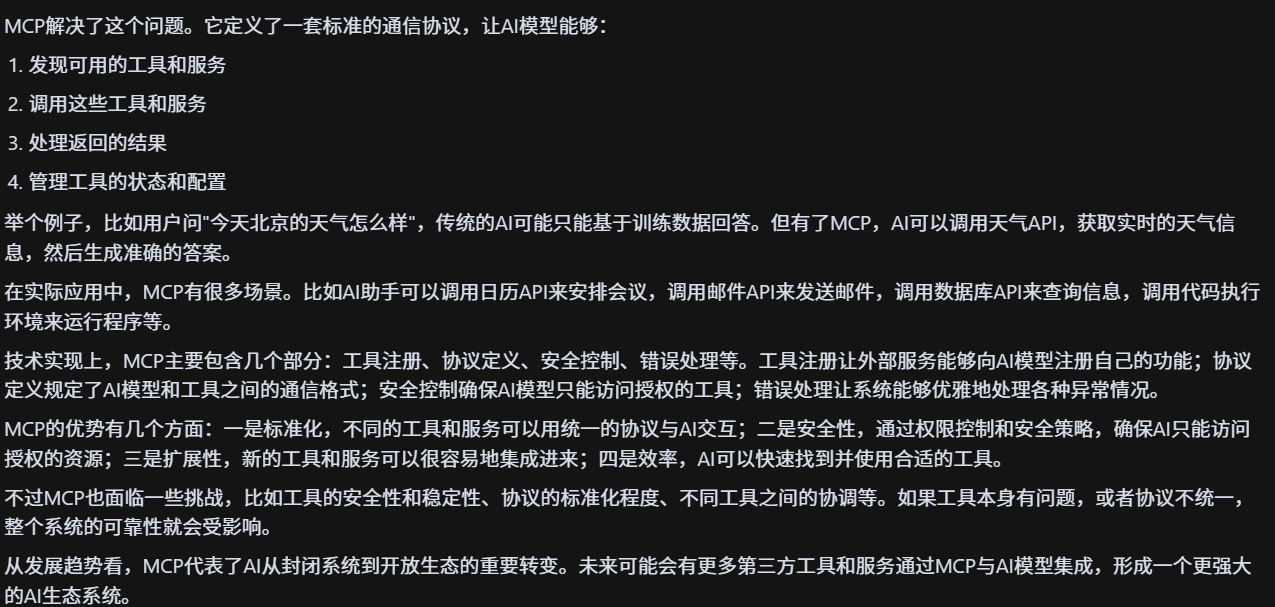 MCP解决了这个问题。它定义了一套标准的通信协议，让AI模型能够：
1. 发现可用的工具和服务
2. 调用这些工具和服务
3. 处理返回的结果
4. 管理工具的状态和配置
举个例子，比如用户问"今天北京的天气怎么样"，传统的AI可能只能基于训练数据回答。但有了MCP，AI可以调用天气API，获取实时的天气信
息，然后生成准确的答案。
在实际应用中，MCP有很多场景。比如AI助手可以调用日历API来安排会议，调用邮件API来发送邮件，调用数据库API来查询信息，调用代码执行
环境来运行程序等。
技术实现上，MCP主要包含几个部分：工具注册、协议定义、安全控制、错误处理等。工具注册让外部服务能够向AI模型注册自己的功能；协议
定义规定了AI模型和工具之间的通信格式；安全控制确保AI模型只能访问授权的工具；错误处理让系统能够优雅地处理各种异常情况。
MCP的优势有几个方面：一是标准化，不同的工具和服务可以用统一的协议与AI交互；二是安全性，通过权限控制和安全策略，确保AI只能访问
授权的资源；三是扩展性，新的工具和服务可以很容易地集成进来；四是效率，AI可以快速找到并使用合适的工具。
不过MCP也面临一些挑战，比如工具的安全性和稳定性、协议的标准化程度、不同工具之间的协调等。如果工具本身有问题，或者协议不统一，
整个系统的可靠性就会受影响。
从发展趋势看，MCP代表了AI从封闭系统到开放生态的重要转变。未来可能会有更多第三方工具和服务通过MCP与AI模型集成，形成一个更强大
的AI生态系统。